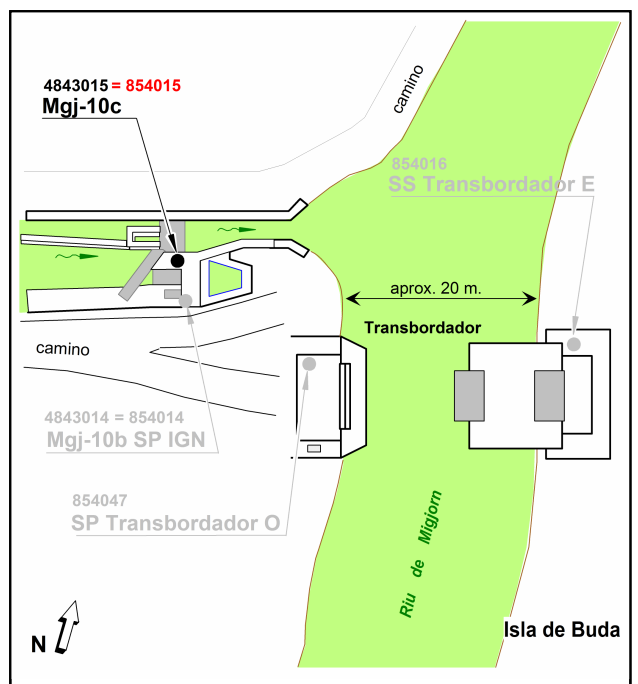 4843015 = 854015
Mgj-10c
camino
854016
SS Transbordador E
aprox. 20 m.
Transbordador
camino
4843014 = 854014
Mgj-10b SP IGN
854047
SP Transbordador O
Riu de Migjorn
Isla de Buda
N